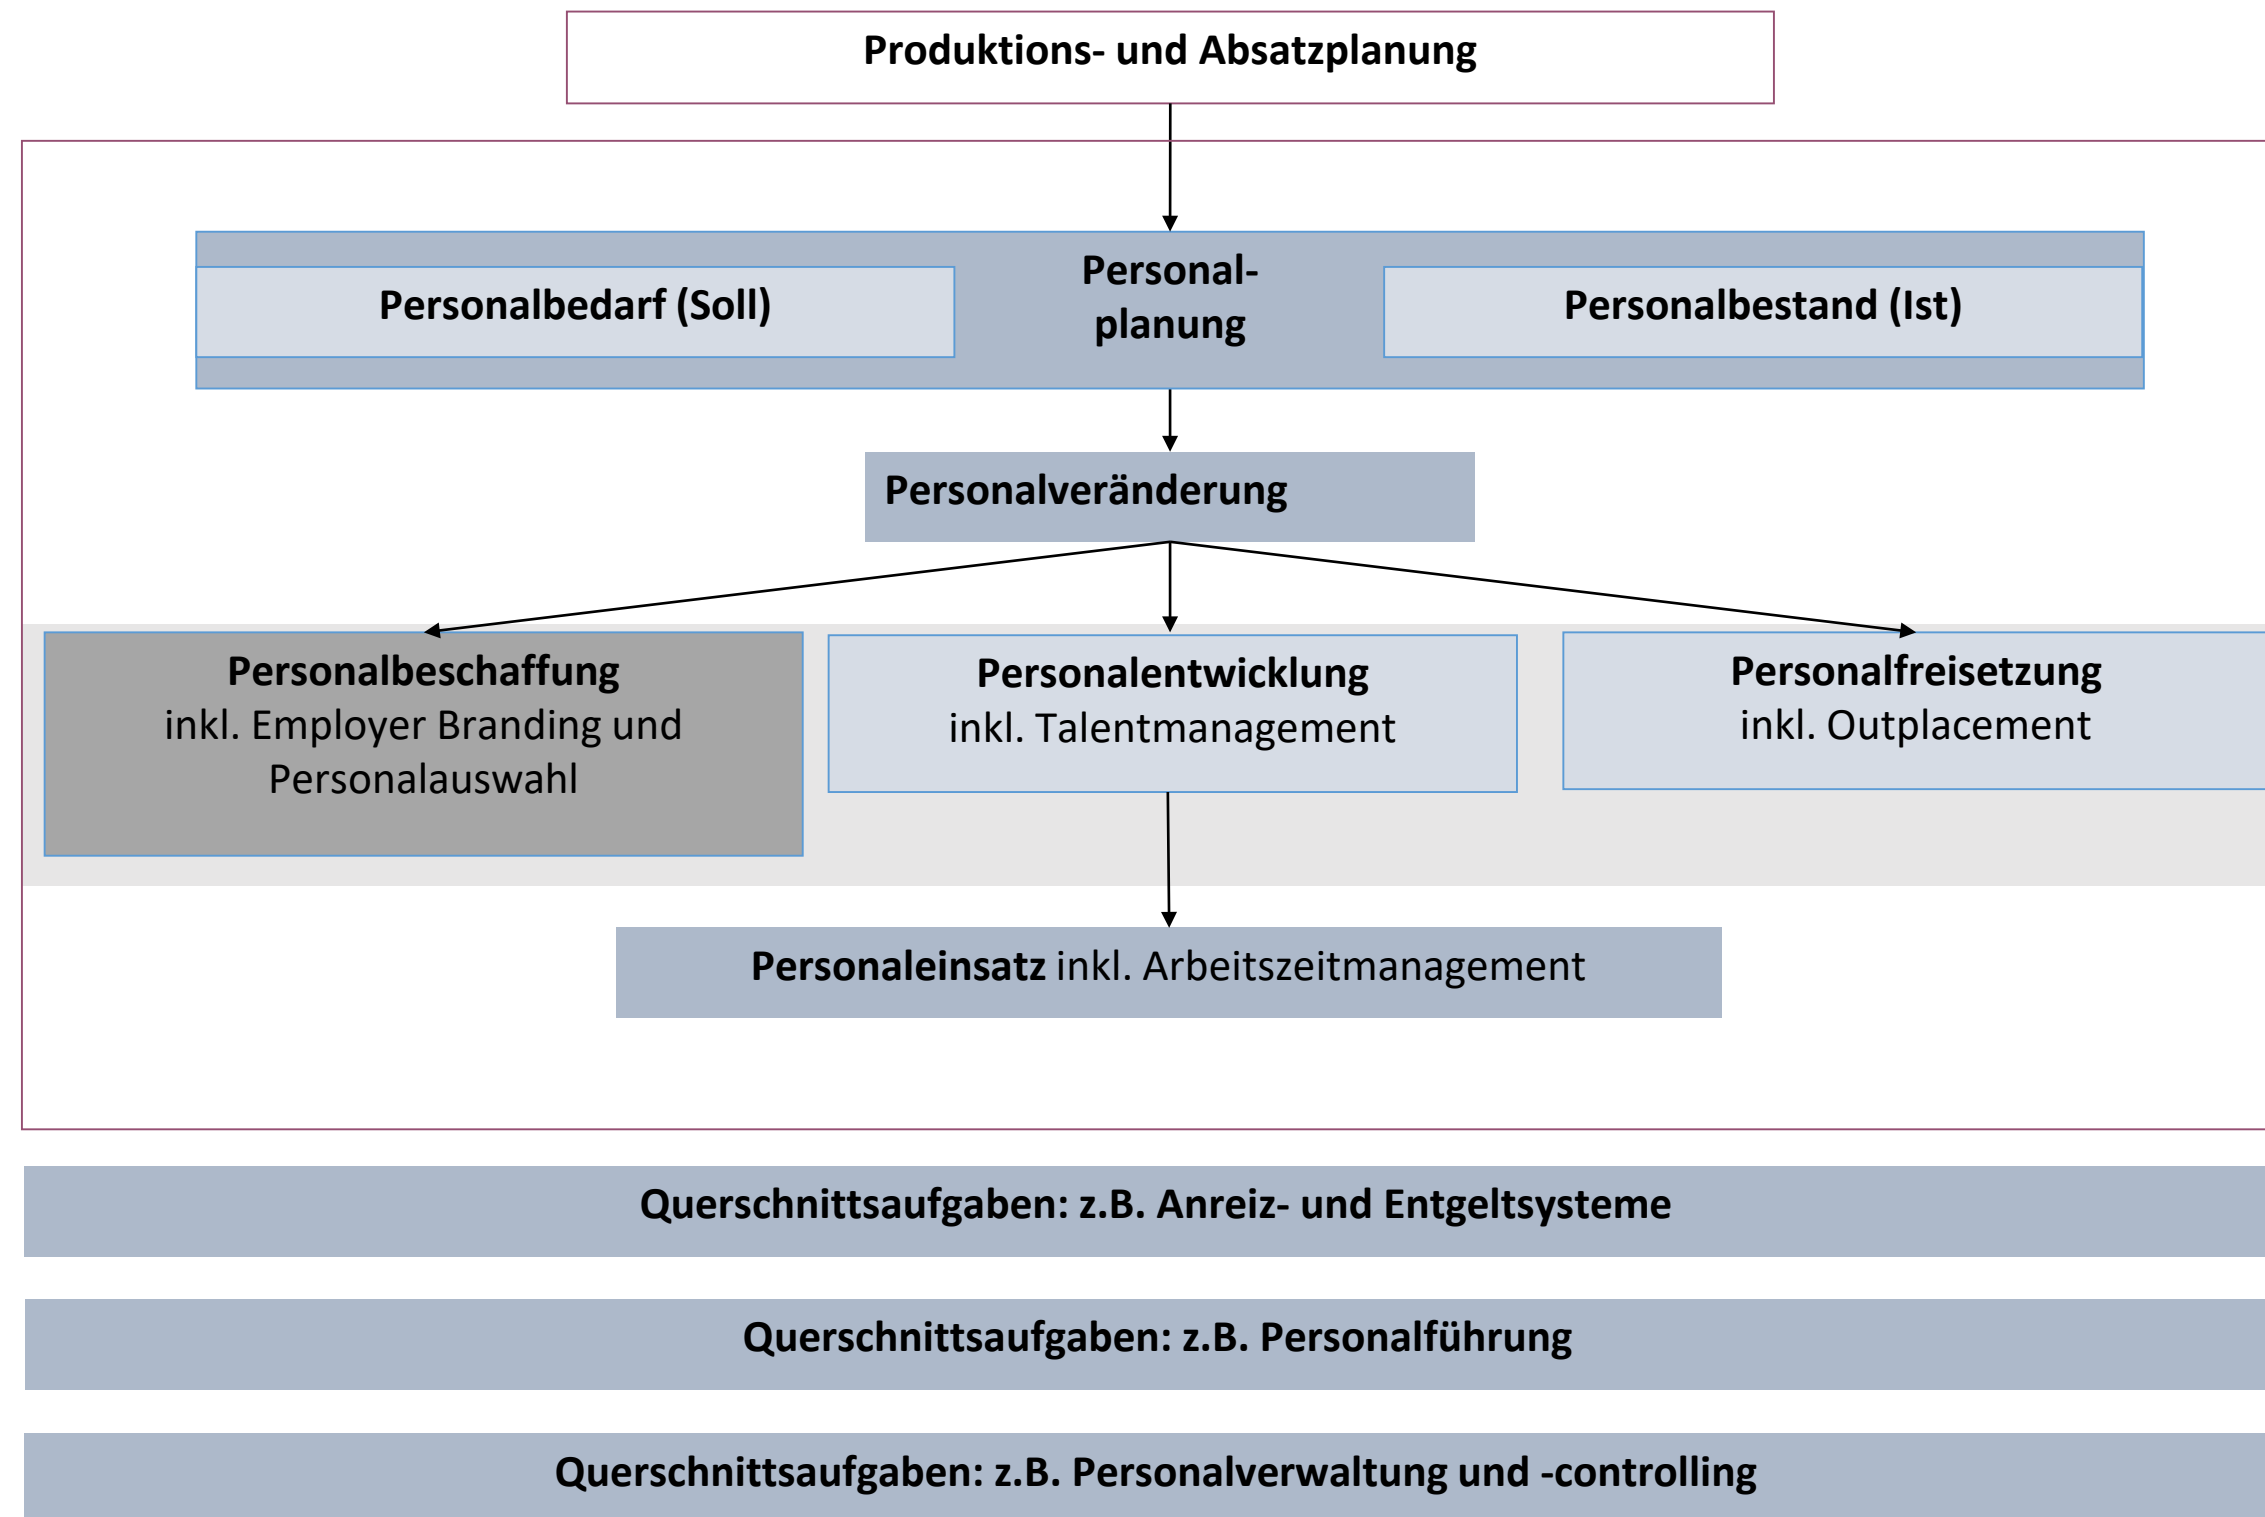 Produktions- und Absatzplanung
Personalbedarf (Soll)
Personal-
planung
Personalbestand (Ist)
Personalveränderung
Personalbeschaffung
inkl. Employer Branding und
Personalauswahl
Personalentwicklung
inkl. Talentmanagement
Personalfreisetzung
inkl. Outplacement
Personaleinsatz inkl. Arbeitszeitmanagement
Querschnittsaufgaben: z.B. Anreiz- und Entgeltsysteme
Querschnittsaufgaben: z.B. Personalführung
Querschnittsaufgaben: z.B. Personalverwaltung und -controlling